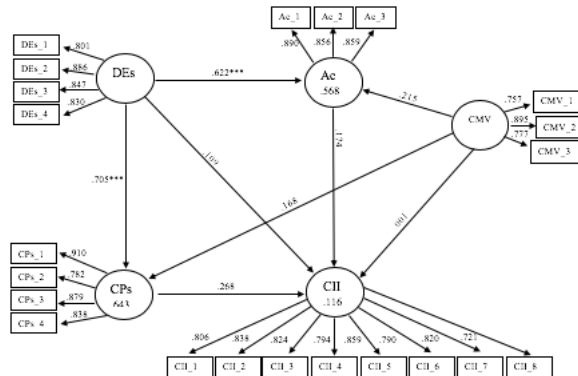 Ac_1 Ac_2 Ac_3
DEs_1 .801
DEs_2 .886
DEs_3 .847
DEs_4 .830
DEs
.622***
.890 .856 .859
Ac
.568
.215
CMV
.757 CMV_1
.895 CMV_2
.777 CMV_3
.705***
.109
.174
.168
.001
CPs_1 .910
CPs_2 .782
CPs_3 .879
CPs_4 .838
CPs
.643
.268
CII
.116
.806 .838 .824 .794 .859 .790 .820 .721
CII_1 CII_2 CII_3 CII_4 CII_5 CII_6 CII_7 CII_8